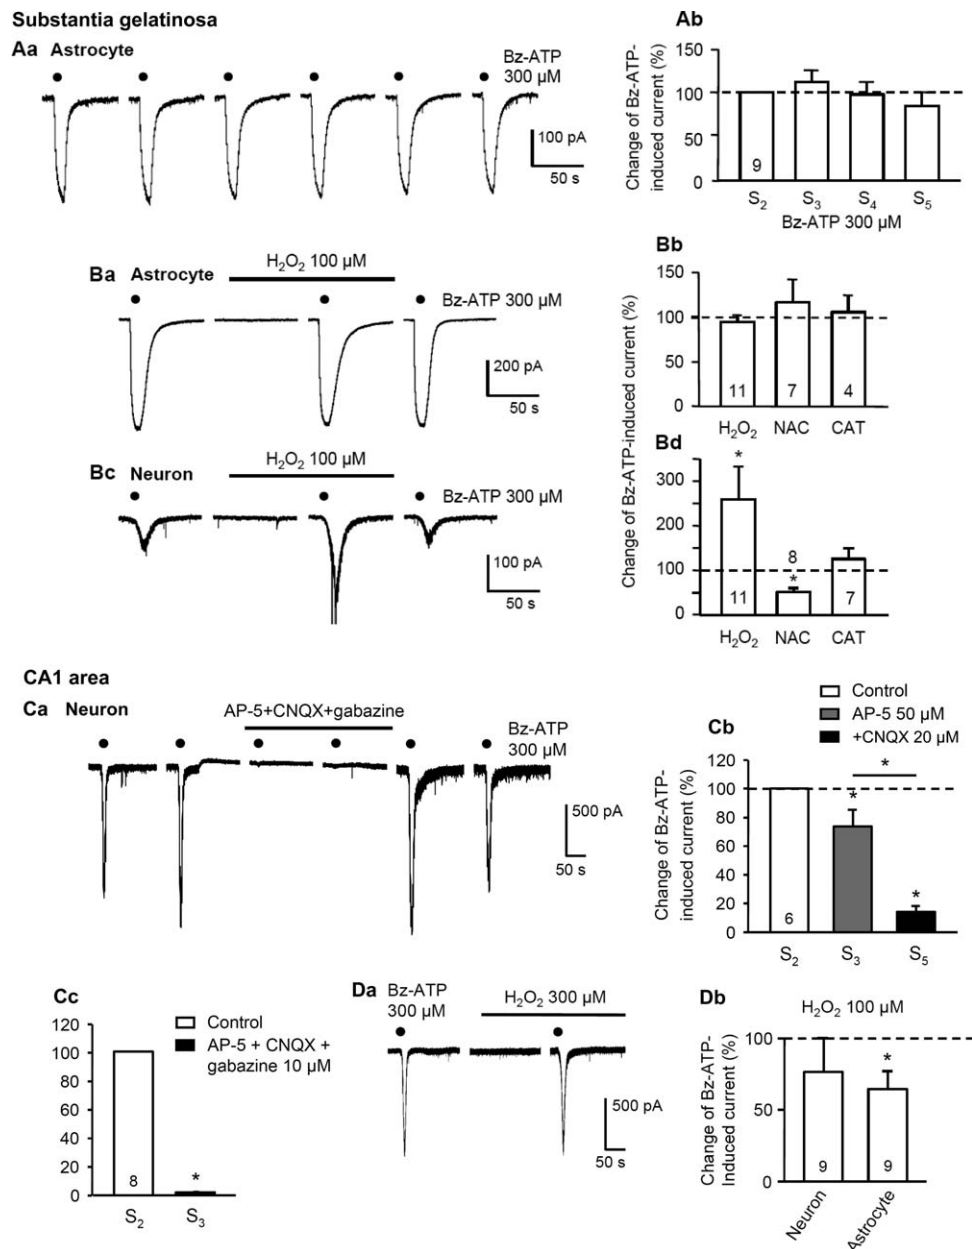 Substantia gelatinosa
Aa Astrocyte
Bz-ATP
300 µM
100 pA
50 s
Ab
Change of Bz-ATP-
induced current (%)
150
100
50
0
9
S2 S3 S4 S5
Bz-ATP 300 µM
Ba Astrocyte
H2O2 100 µM
Bz-ATP 300 µM
200 pA
50 s
Bb
Change of Bz-ATP-induced current (%)
150
100
50
0
11 7 4
H2O2 NAC CAT
Bc Neuron
H2O2 100 µM
Bz-ATP 300 µM
100 pA
50 s
Bd
300
200
100
0
*
8
*
11 7
H2O2 NAC CAT
CA1 area
Ca Neuron
AP-5+CNQX+gabazine
Bz-ATP
300 µM
500 pA
50 s
Cb
Control
AP-5 50 µM
+CNQX 20 µM
Change of Bz-ATP-
induced current (%)
100
80
60
40
20
0
*
*
*
6
S2 S3 S5
Cc
Control
AP-5 + CNQX +
gabazine 10 µM
120
100
80
60
40
20
0
8
*
S2 S3
Da
Bz-ATP
300 µM
H2O2 300 µM
500 pA
50 s
Db
H2O2 100 µM
Change of Bz-ATP-
Induced current (%)
100
50
0
*
9 9
Neuron
Astrocyte